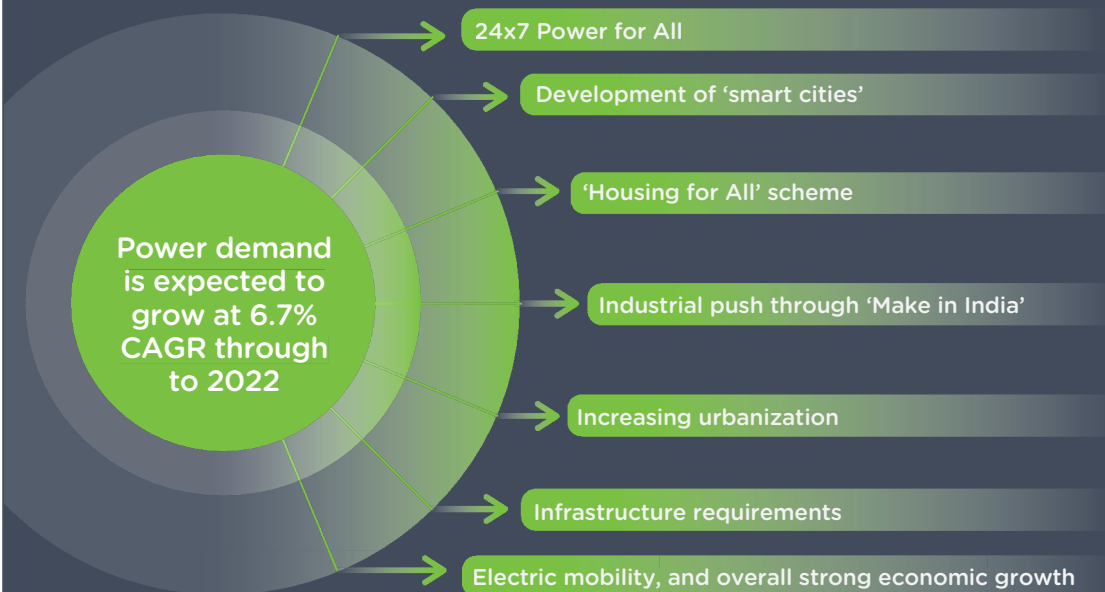 24x7 Power for All
Development of ‘smart cities’
‘Housing for All’ scheme
Power demand
is expected to
grow at 6.7%
CAGR through
to 2022
Industrial push through ‘Make in India’
Increasing urbanization
Infrastructure requirements
Electric mobility, and overall strong economic growth